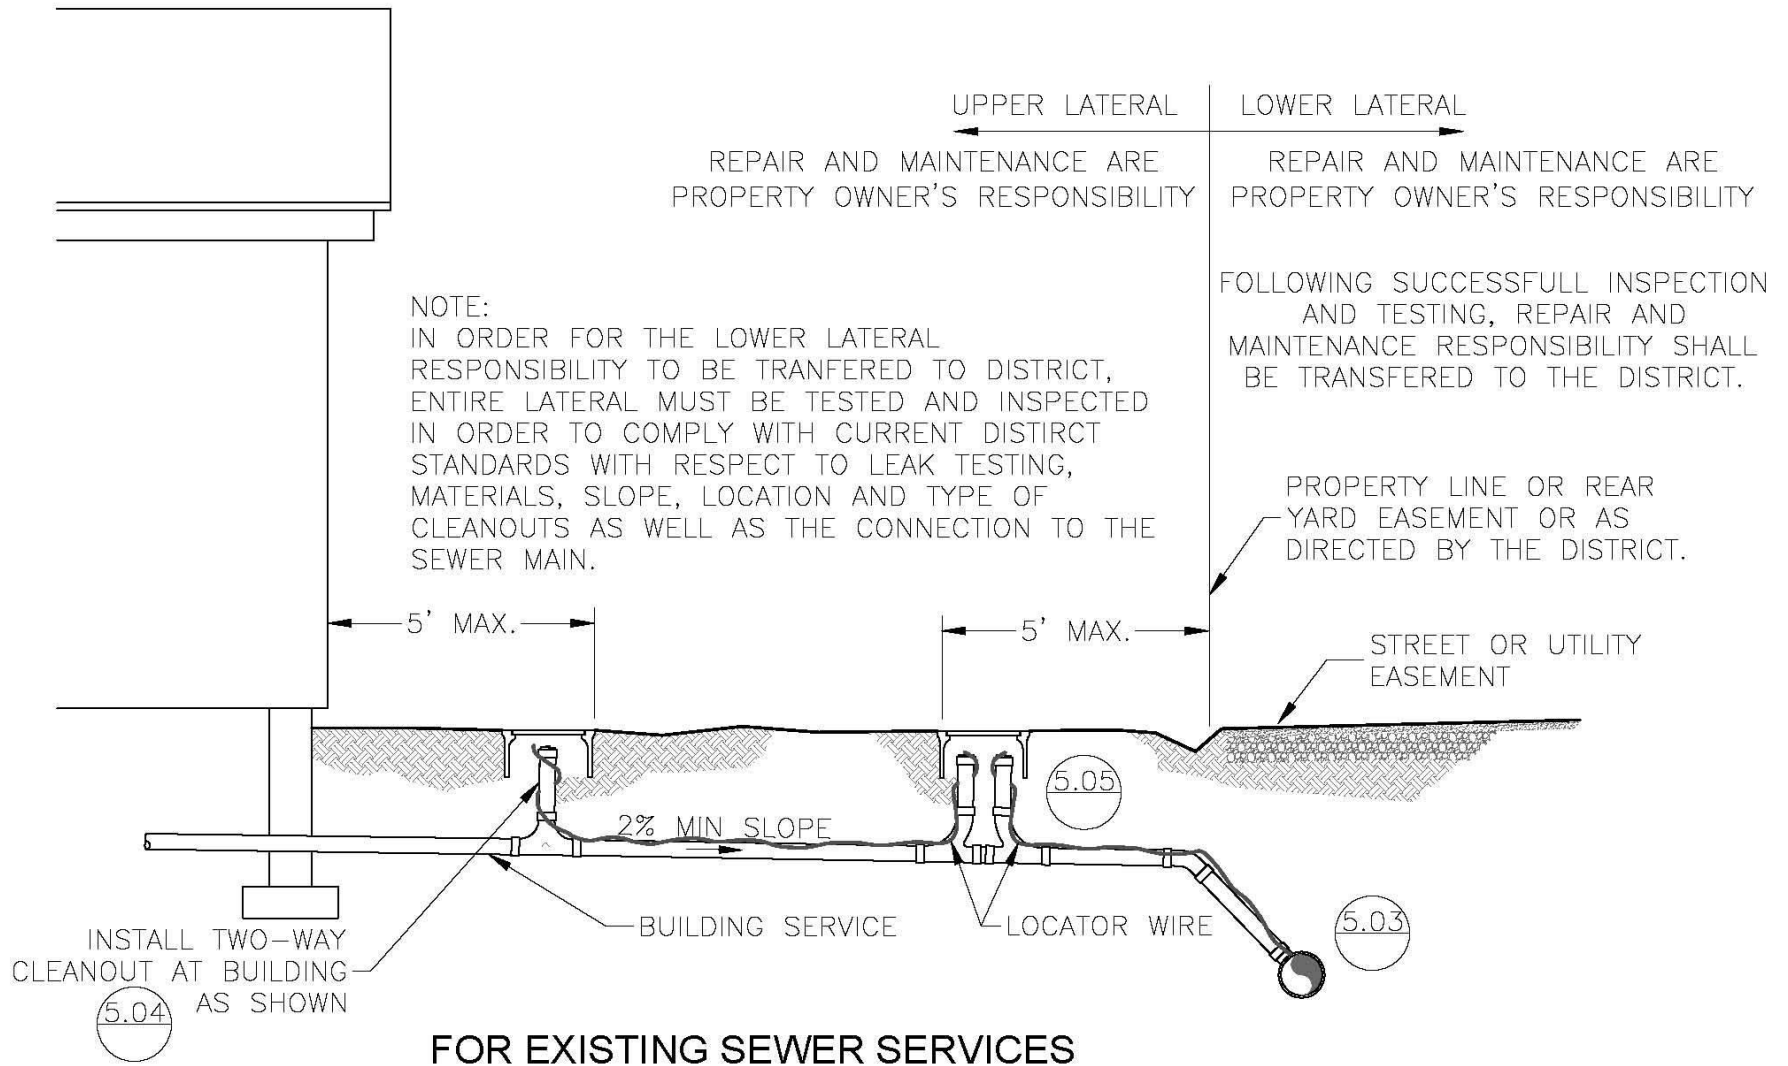 UPPER LATERAL
LOWER LATERAL
REPAIR AND MAINTENANCE ARE
PROPERTY OWNER'S RESPONSIBILITY
REPAIR AND MAINTENANCE ARE
PROPERTY OWNER'S RESPONSIBILITY
FOLLOWING SUCCESSFULL INSPECTION
AND TESTING, REPAIR AND
MAINTENANCE RESPONSIBILITY SHALL
BE TRANSFERED TO THE DISTRICT.
NOTE:
IN ORDER FOR THE LOWER LATERAL
RESPONSIBILITY TO BE TRANFERED TO DISTRICT,
ENTIRE LATERAL MUST BE TESTED AND INSPECTED
IN ORDER TO COMPLY WITH CURRENT DISTIRCT
STANDARDS WITH RESPECT TO LEAK TESTING,
MATERIALS, SLOPE, LOCATION AND TYPE OF
CLEANOUTS AS WELL AS THE CONNECTION TO THE
SEWER MAIN.
PROPERTY LINE OR REAR
YARD EASEMENT OR AS
DIRECTED BY THE DISTRICT.
5' MAX.
5' MAX.
STREET OR UTILITY
EASEMENT
5.05
2% MIN SLOPE
BUILDING SERVICE
LOCATOR WIRE
5.03
INSTALL TWO-WAY
CLEANOUT AT BUILDING
AS SHOWN
5.04
FOR EXISTING SEWER SERVICES